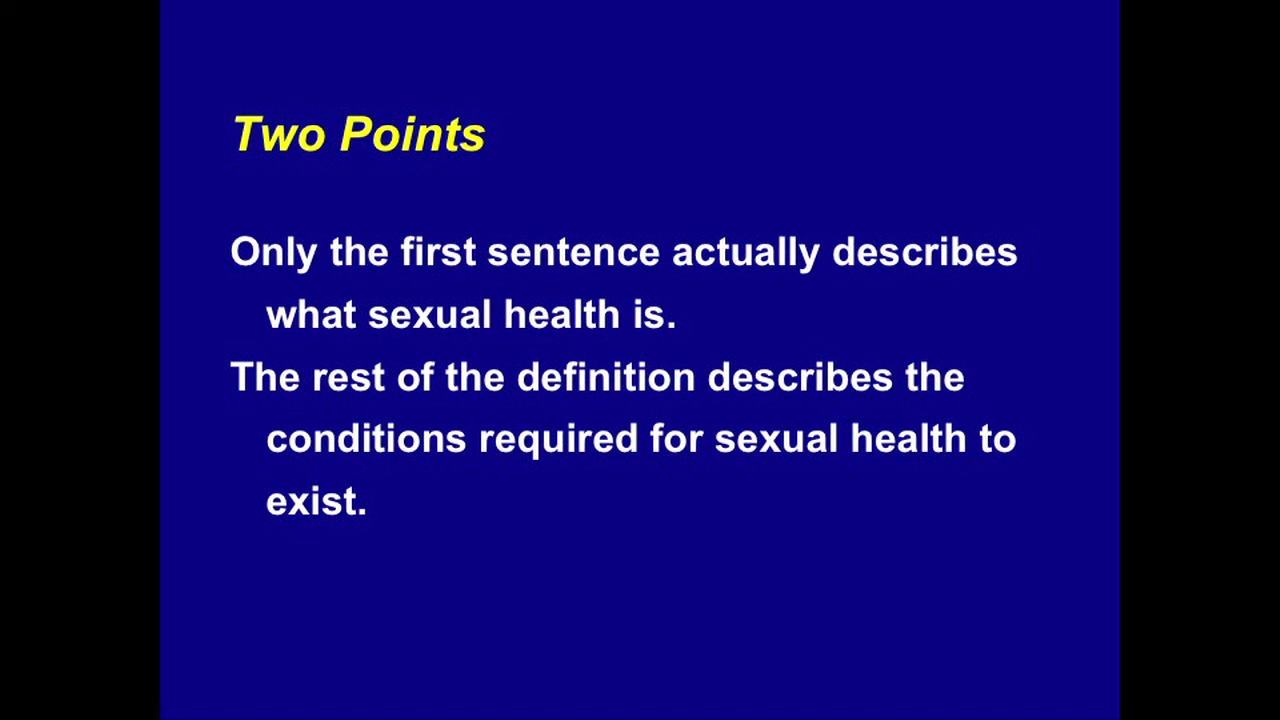 Two Points
Only the first sentence actually describes
what sexual health is.
The rest of the definition describes the
conditions required for sexual health to
exist.